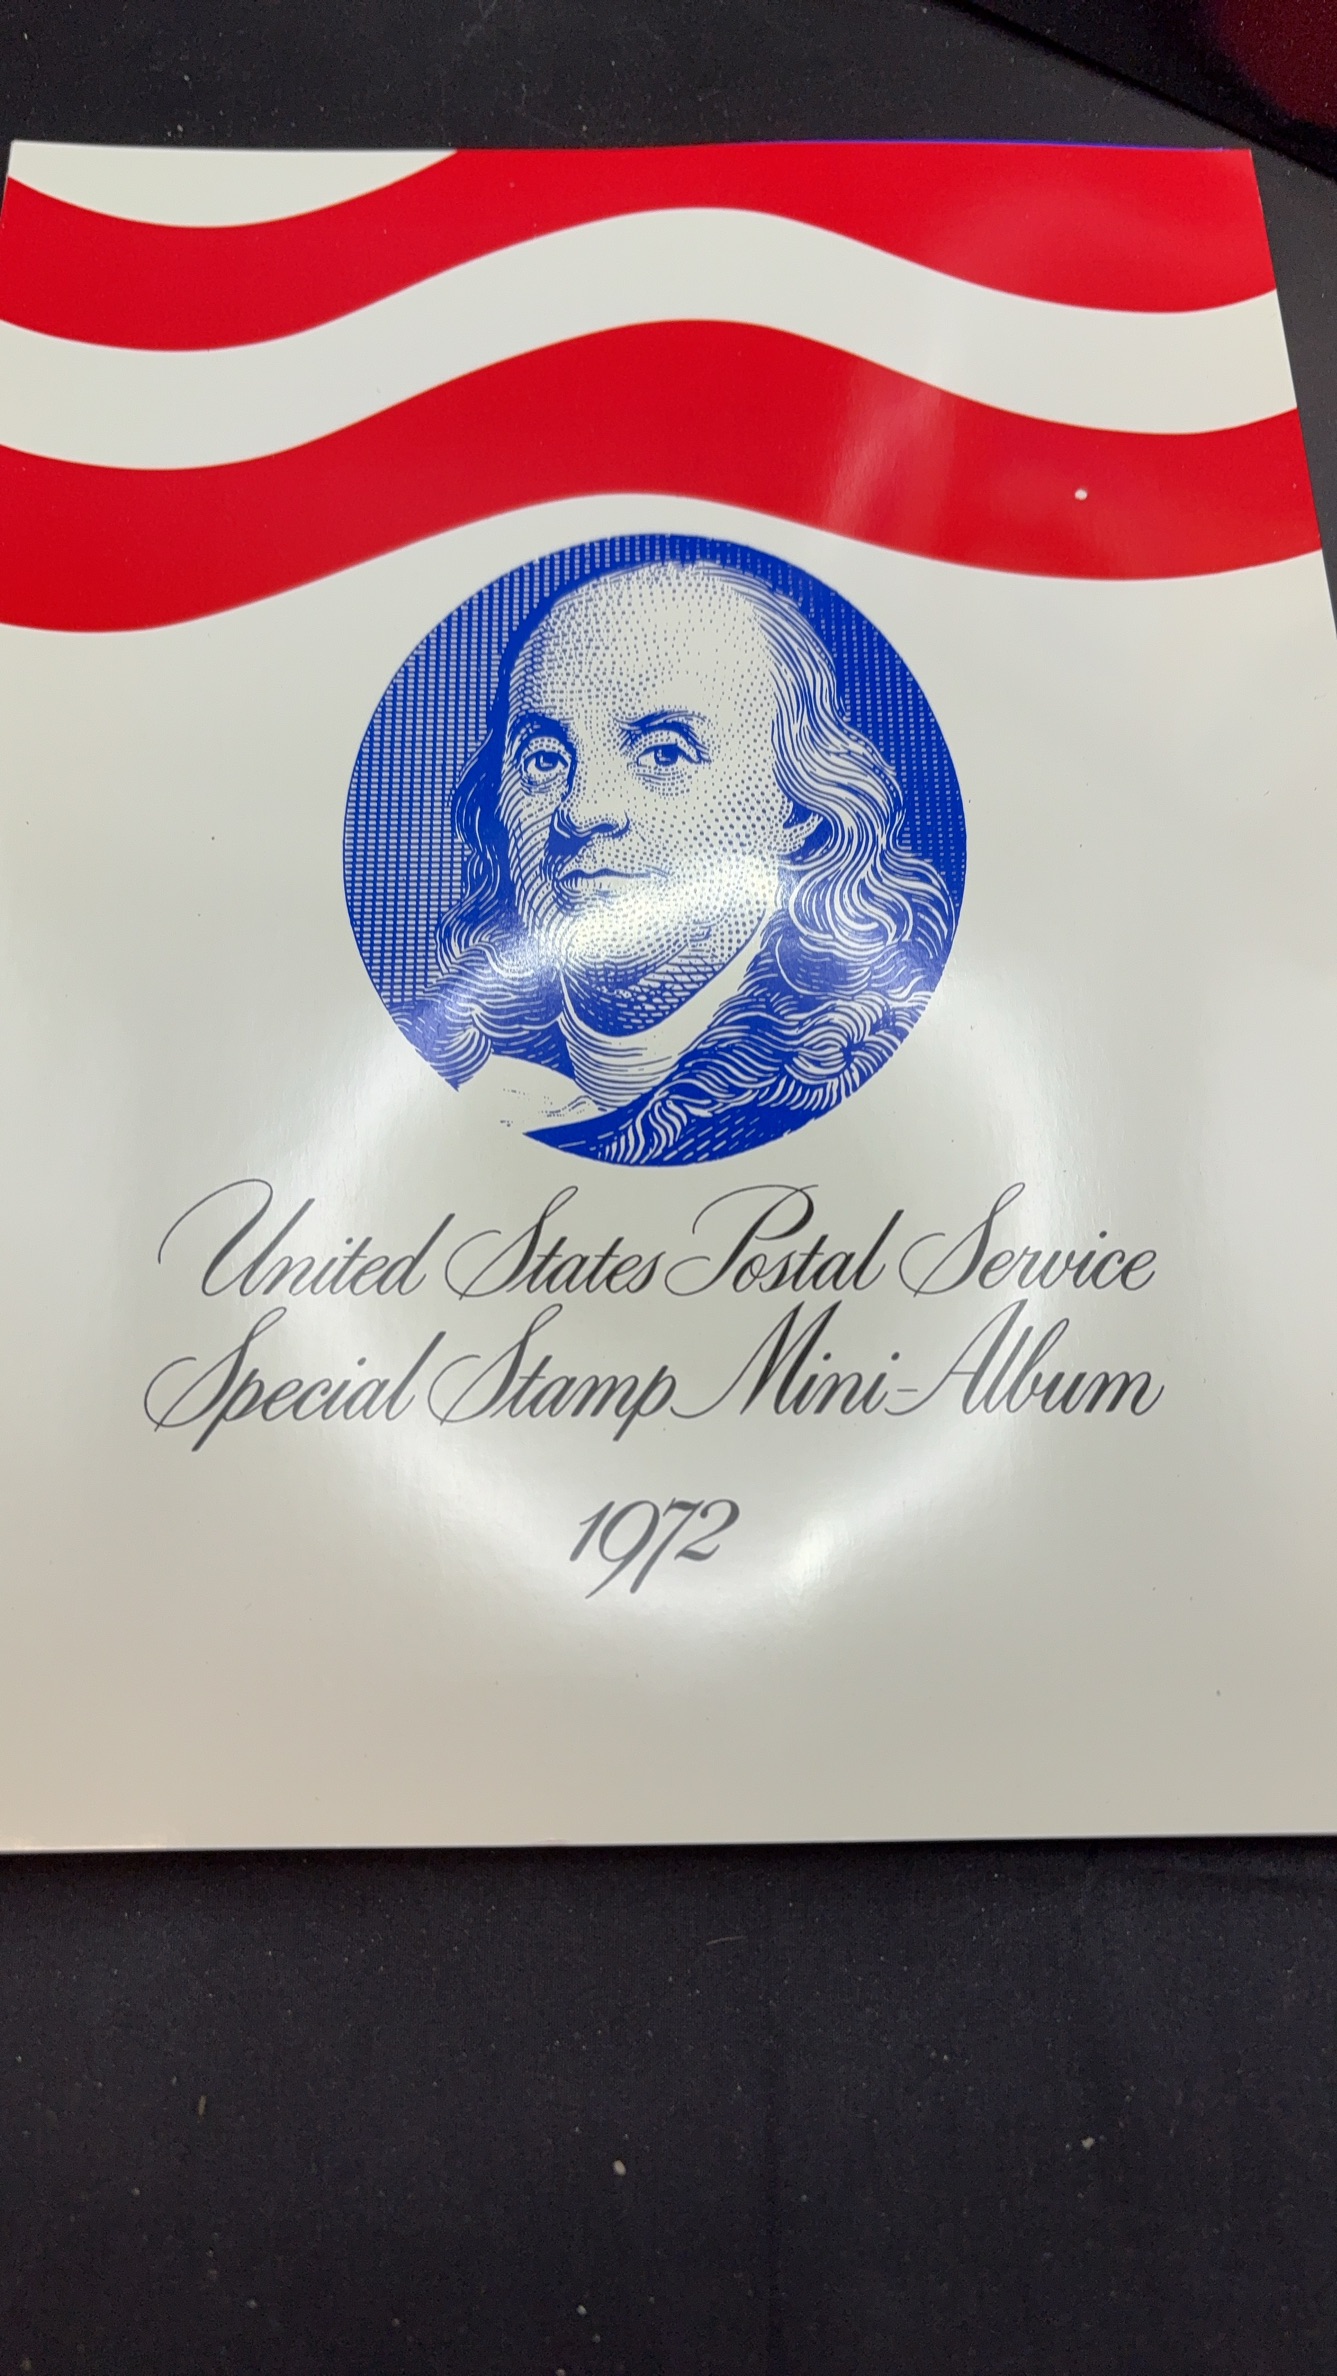 United States Postal Service
Special Stamp Mini-Album
1972